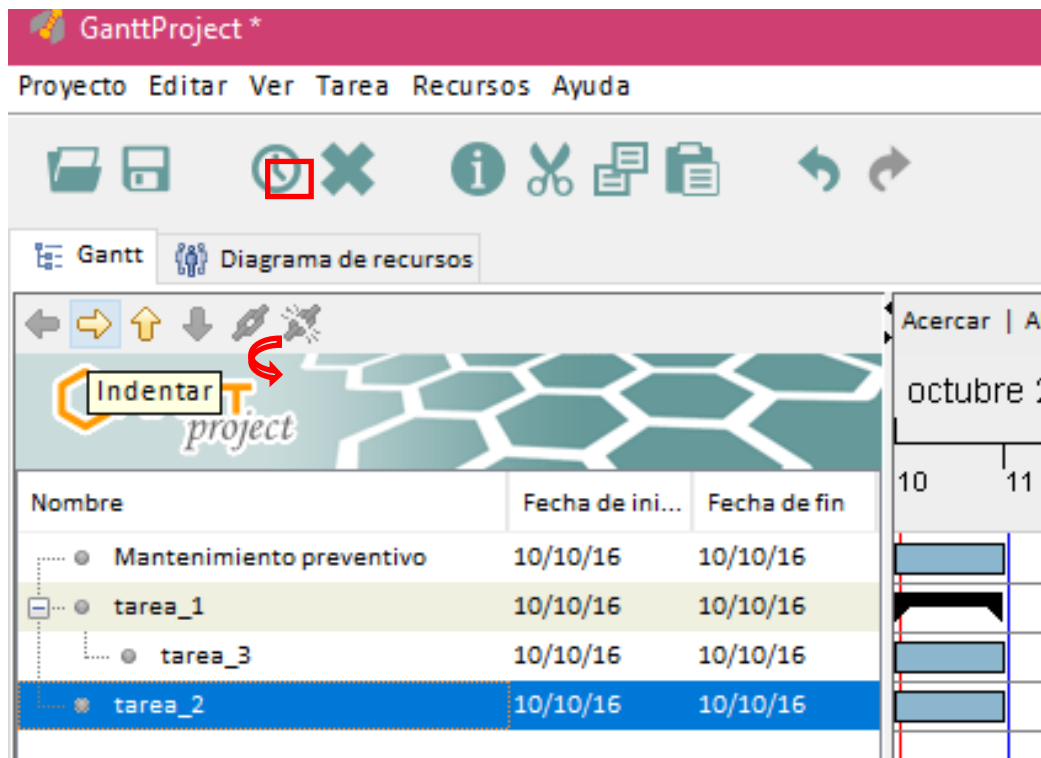 GanttProject *
Proyecto Editar Ver Tarea Recursos Ayuda
Gantt Diagrama de recursos
Acercar | A
Indentar
project
octubre 2
10 11
Nombre Fecha de ini... Fecha de fin
Mantenimiento preventivo 10/10/16 10/10/16
tarea_1 10/10/16 10/10/16
tarea_3 10/10/16 10/10/16
tarea_2 10/10/16 10/10/16